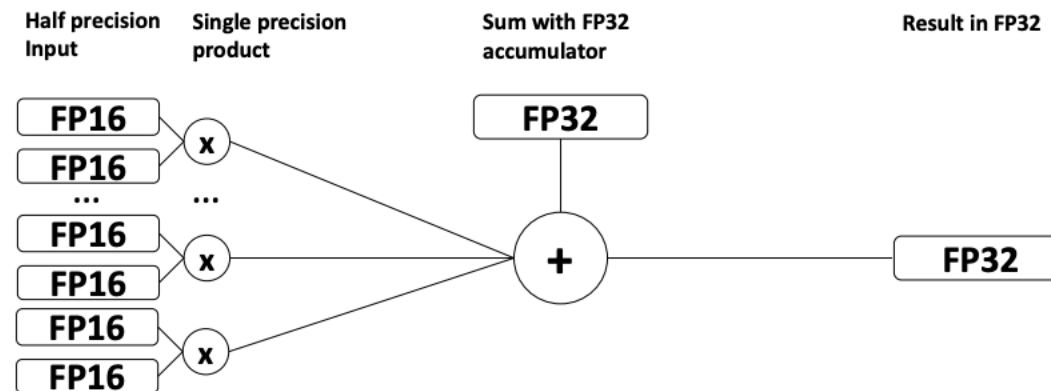 Half precision
Input
Single precision
product
Sum with FP32
accumulator
Result in FP32
FP16
x
FP16
...
...
FP16
x
FP16
FP16
x
FP16
FP32
+
FP32